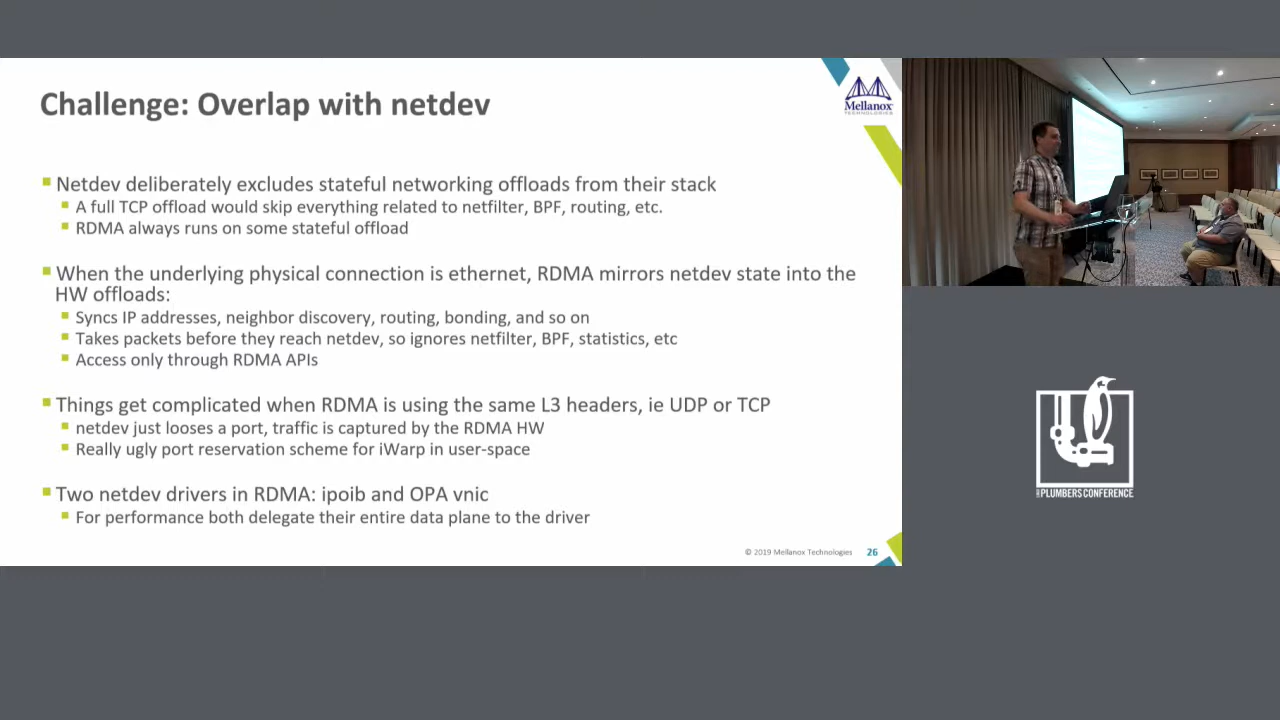 Challenge: Overlap with netdev
Mellanox
TECHNOLOGIES
Netdev deliberately excludes stateful networking offloads from their stack
A full TCP offload would skip everything related to netfilter, BPF, routing, etc.
RDMA always runs on some stateful offload
When the underlying physical connection is ethernet, RDMA mirrors netdev state into the
HW offloads:
Syncs IP addresses, neighbor discovery, routing, bonding, and so on
Takes packets before they reach netdev, so ignores netfilter, BPF, statistics, etc
Access only through RDMA APIs
Things get complicated when RDMA is using the same L3 headers, ie UDP or TCP
netdev just looses a port, traffic is captured by the RDMA HW
Really ugly port reservation scheme for iWarp in user-space
Two netdev drivers in RDMA: ipoib and OPA vnic
For performance both delegate their entire data plane to the driver
© 2019 Mellanox Technologies 26
PLUMBERS CONFERENCE